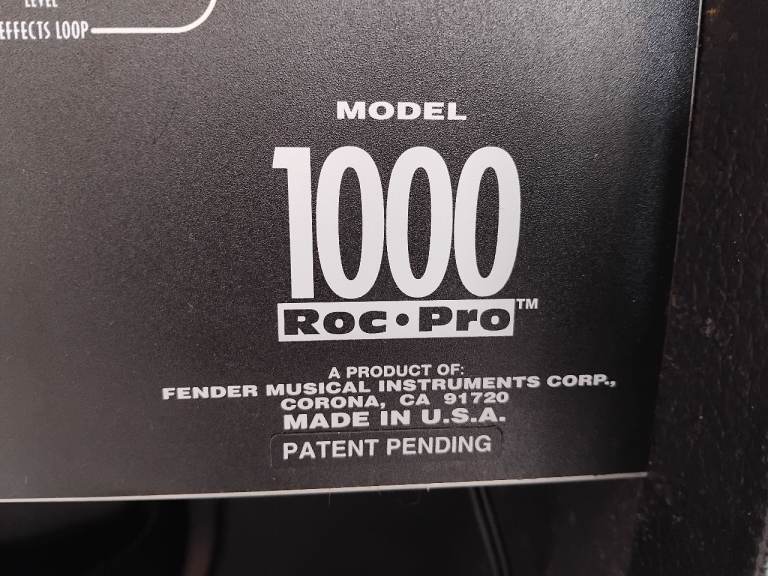 LEVEL
EFFECTS LOOP
MODEL
1000
Roc•Pro™
A PRODUCT OF:
FENDER MUSICAL INSTRUMENTS CORP.,
CORONA, CA 91720
MADE IN U.S.A.
PATENT PENDING